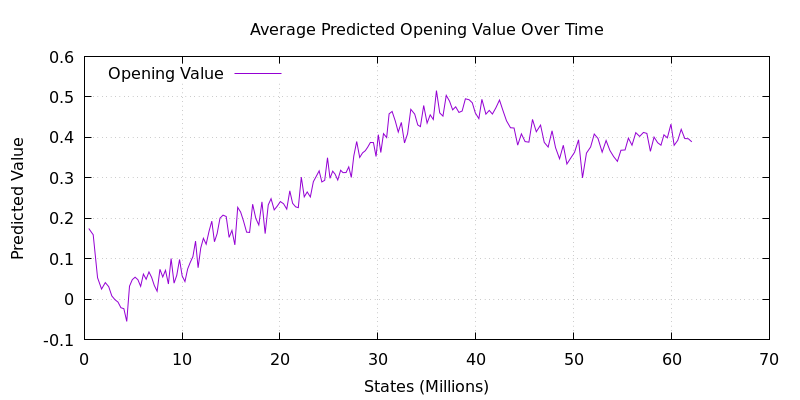 Average Predicted Opening Value Over Time
Opening Value
Predicted Value
0.6
0.5
0.4
0.3
0.2
0.1
0
-0.1
0 10 20 30 40 50 60 70
States (Millions)